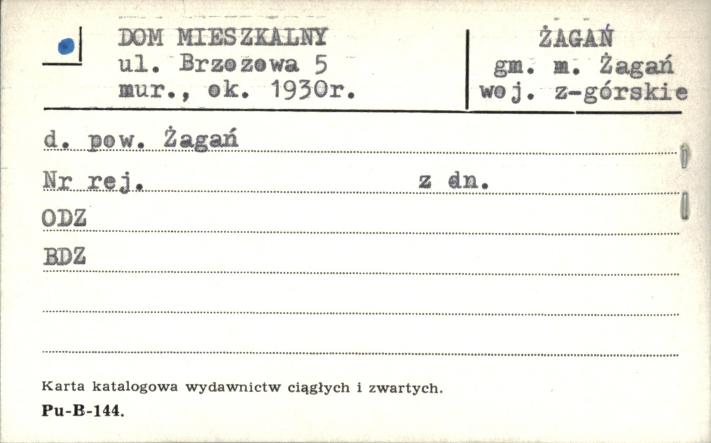 DOM MIESZKALNY
ul. Brzozowa 5
mur., ok. 1930r.
ŻAGAŃ
gm. m. Żagań
woj. z-górskie
d. pow. Żagań
Nr rej. z dn.
ODZ
BDZ
Karta katalogowa wydawnictw ciągłych i zwartych.
Pu-B-144.